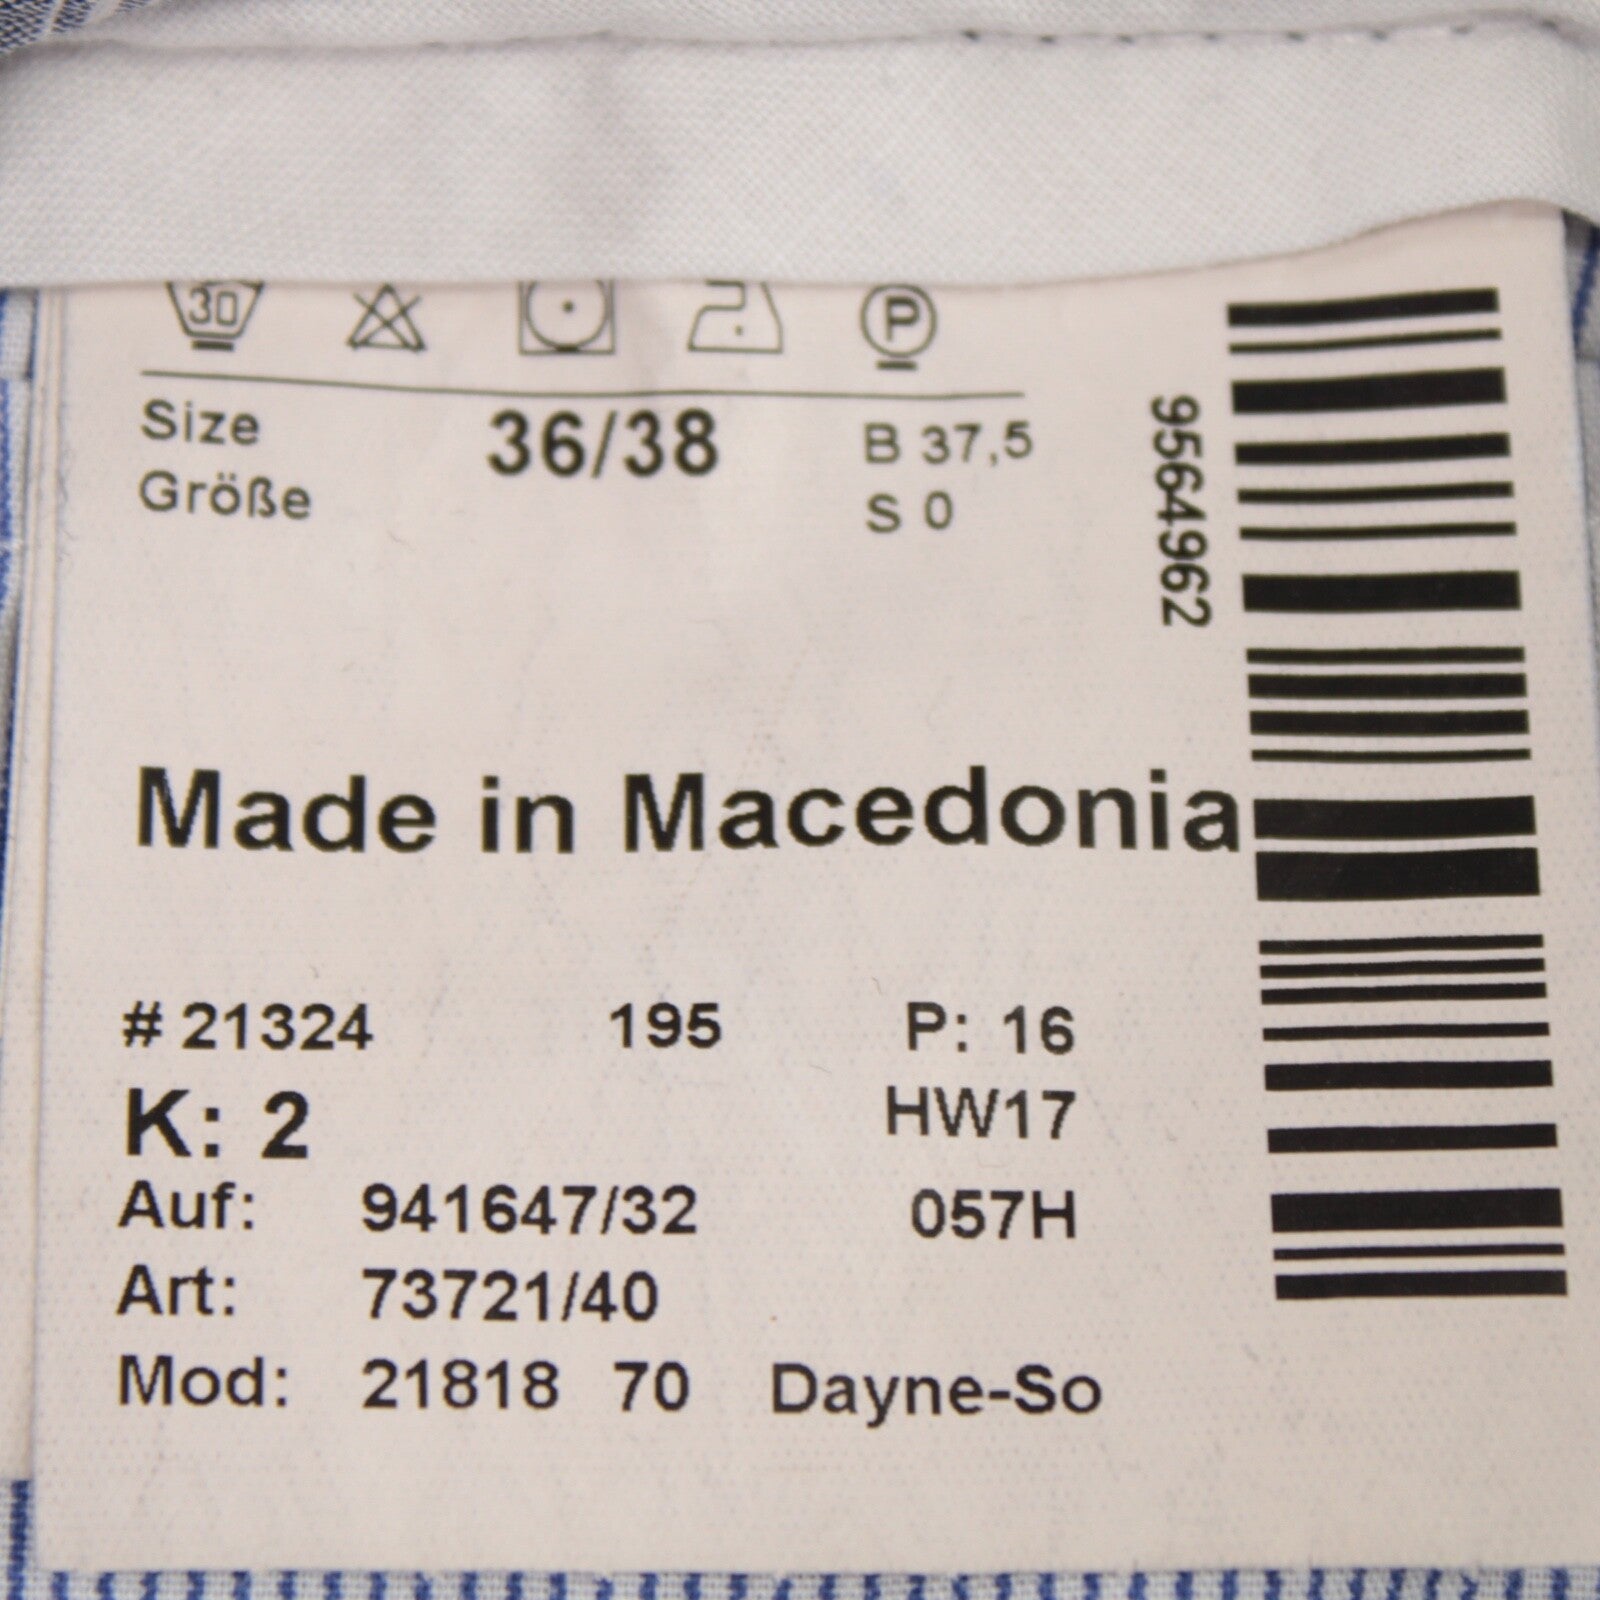 30
P
Size 36/38 B 37,5
Größe S 0
9564962
Made in Macedonia
# 21324 195 P: 16
K: 2 HW17
Auf: 941647/32 057H
Art: 73721/40
Mod: 21818 70 Dayne-So